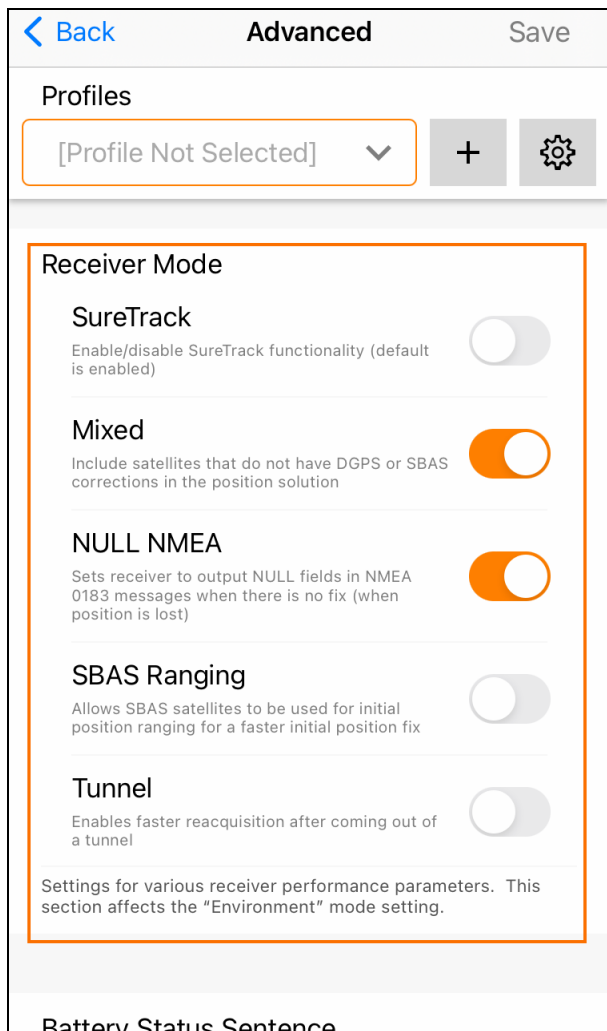 Back Advanced Save
Profiles
[Profile Not Selected] +
Receiver Mode
SureTrack
Enable/disable SureTrack functionality (default
is enabled)
Mixed
Include satellites that do not have DGPS or SBAS
corrections in the position solution
NULL NMEA
Sets receiver to output NULL fields in NMEA
0183 messages when there is no fix (when
position is lost)
SBAS Ranging
Allows SBAS satellites to be used for initial
position ranging for a faster initial position fix
Tunnel
Enables faster reacquisition after coming out of
a tunnel
Settings for various receiver performance parameters.  This
section affects the “Environment” mode setting.
Battery Status Sentence